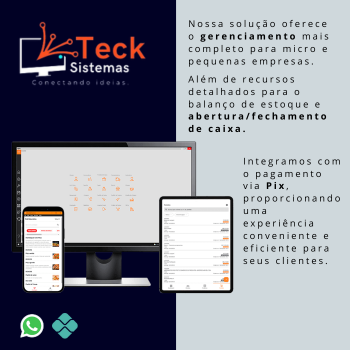 Teck
Sistemas
Conectando ideias.
Nossa solução oferece
o gerenciamento mais
completo para micro e
pequenas empresas.
Além de recursos
detalhados para o
balanço de estoque e
abertura/fechamento
de caixa.
Integramos com
o pagamento
via Pix,
proporcionando
uma
experiência
conveniente e
eficiente para
seus clientes.